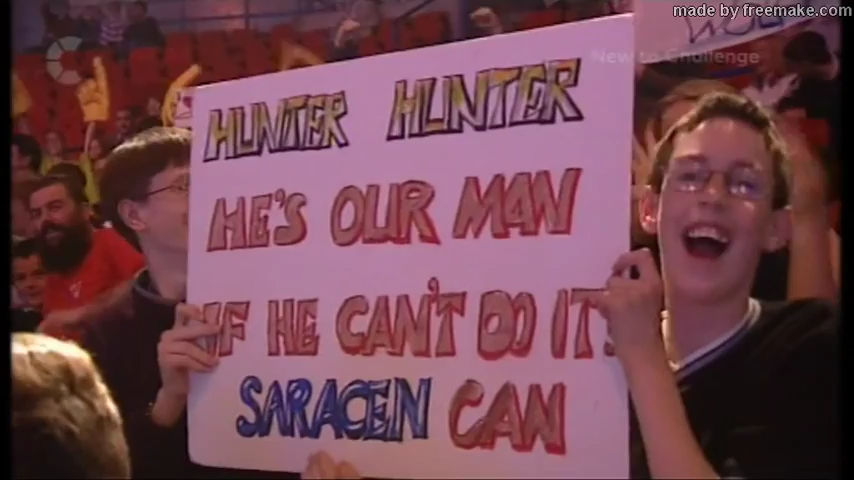 made by freemake.com
New to Challenge
HUNTER HUNTER
HE'S OUR MAN
IF HE CAN'T DO IT
SARACEN CAN